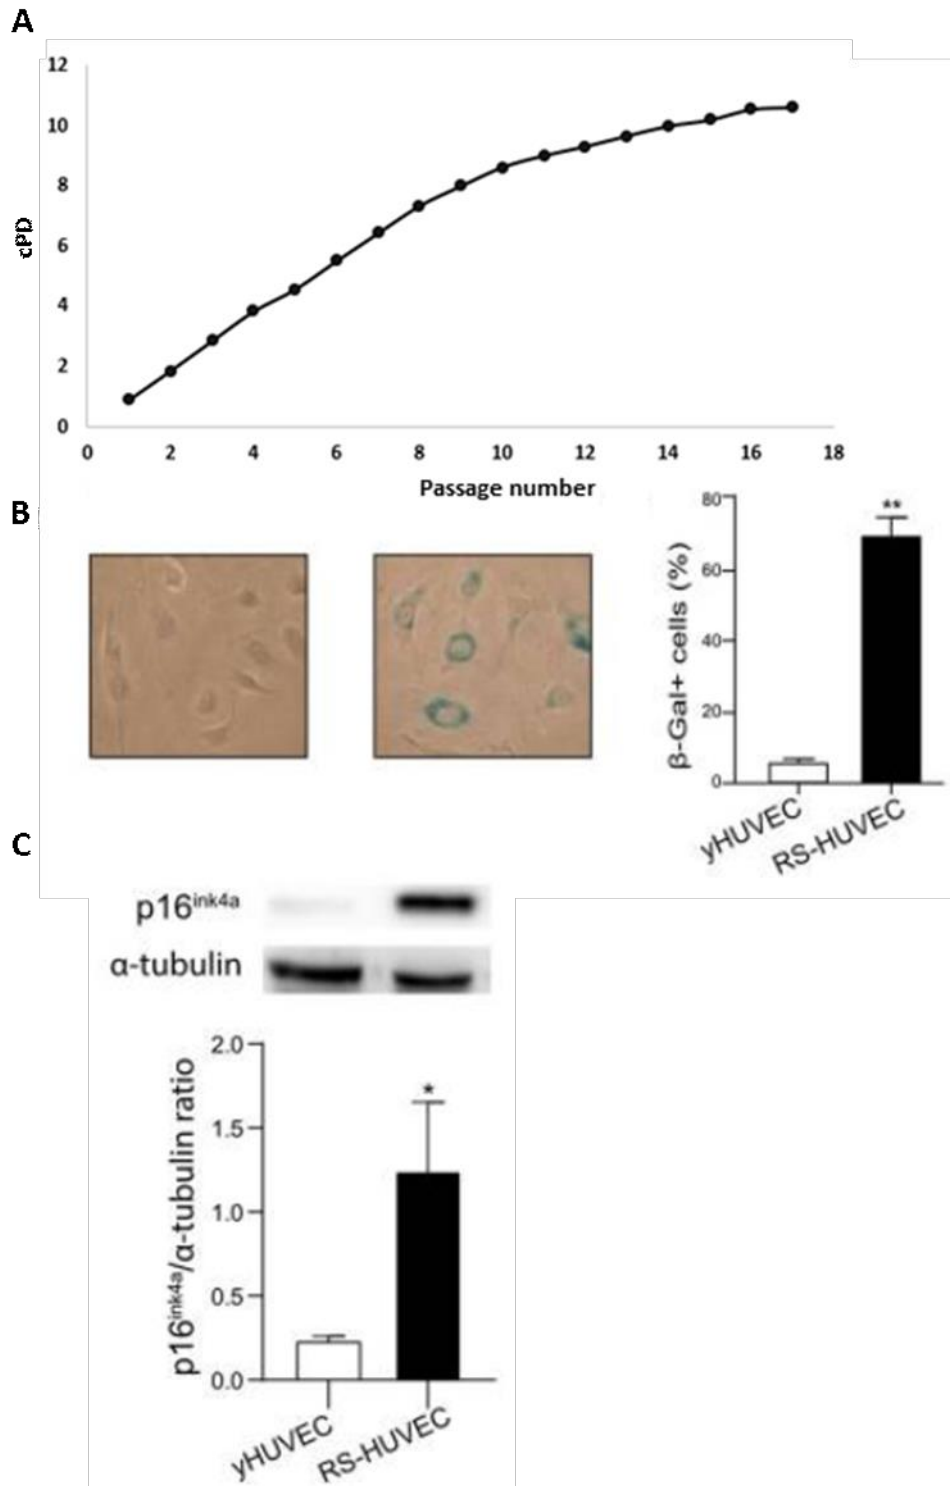 A
12
10
8
6
4
2
0
cPD
0 2 4 6 8 10 12 14 16 18
Passage number
B
80
60
40
20
0
β-Gal+ cells (%)
**
yHUVEC
RS-HUVEC
C
p16ink4a
α-tubulin
2.0
1.5
1.0
0.5
0.0
p16ink4a/α-tubulin ratio
*
yHUVEC
RS-HUVEC